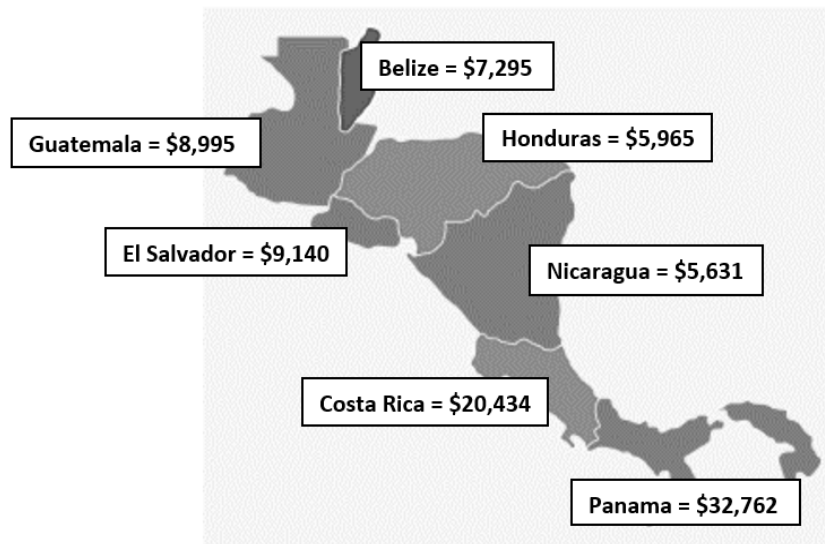 Belize = $7,295
Guatemala = $8,995
Honduras = $5,965
El Salvador = $9,140
Nicaragua = $5,631
Costa Rica = $20,434
Panama = $32,762